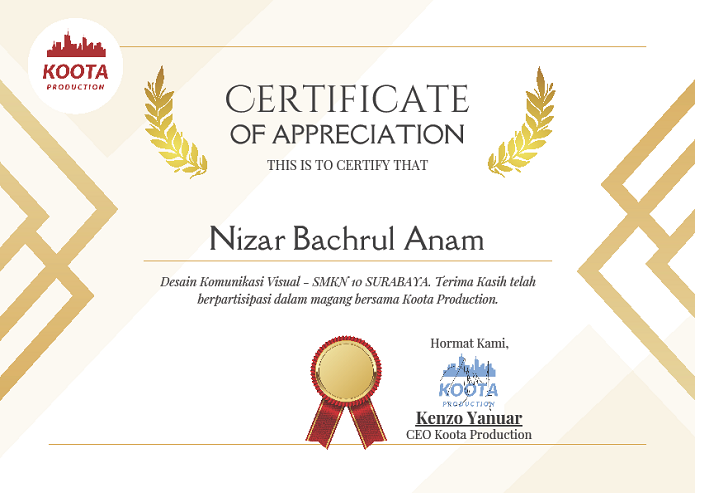 KOOTA
PRODUCTION
CERTIFICATE
OF APPRECIATION
THIS IS TO CERTIFY THAT
Nizar Bachrul Anam
Desain Komunikasi Visual - SMKN 10 SURABAYA. Terima Kasih telah
berpartisipasi dalam magang bersama Koota Production.
Hormat Kami,
KOOTA
PRODUCTION
Kenzo Yanuar
CEO Koota Production